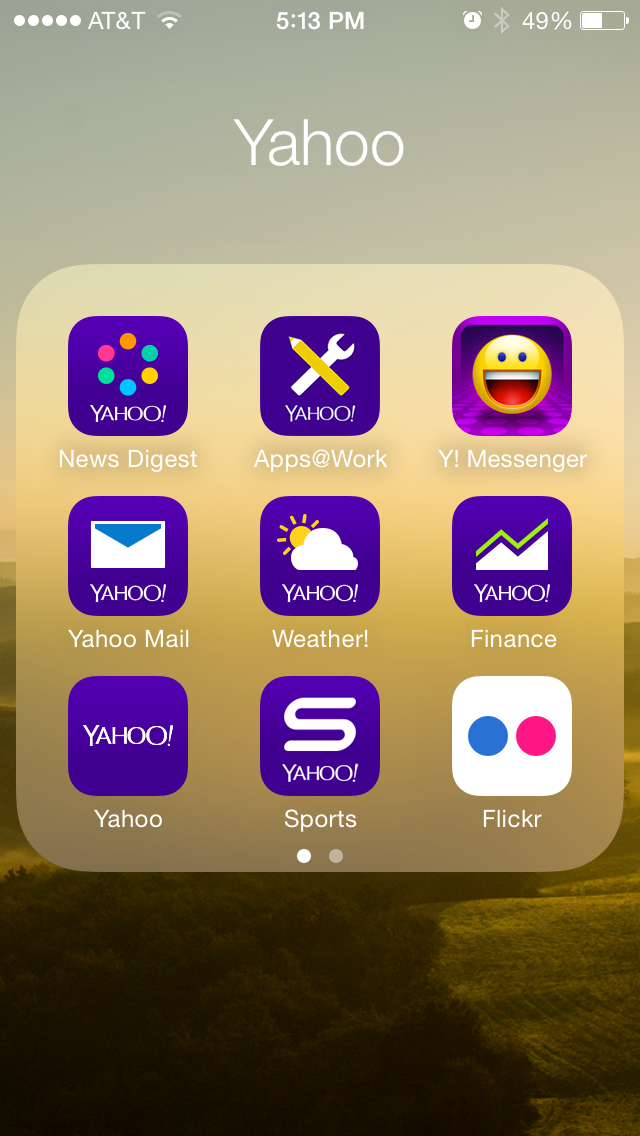 AT&T 5:13 PM 49%
Yahoo
YAHOO! YAHOO!
News Digest Apps@Work Y! Messenger
YAHOO! YAHOO! YAHOO!
Yahoo Mail Weather! Finance
YAHOO! YAHOO!
Yahoo Sports Flickr